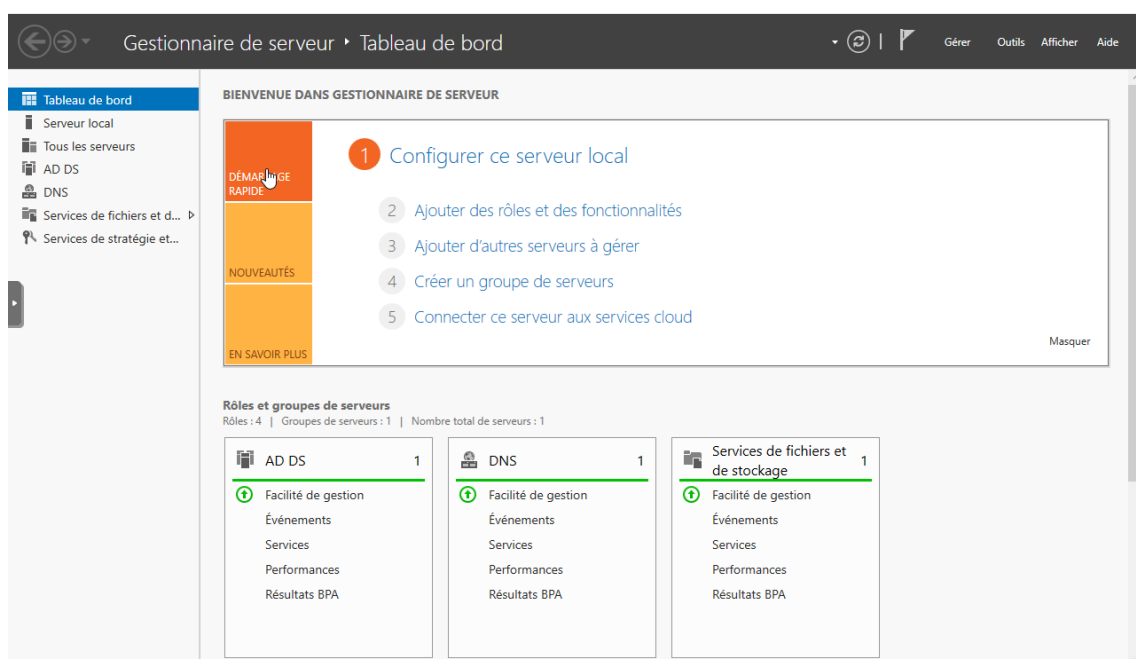 Gestionnaire de serveur ‣ Tableau de bord
Gérer Outils Afficher Aide
Tableau de bord
Serveur local
Tous les serveurs
AD DS
DNS
Services de fichiers et d...
Services de stratégie et...
BIENVENUE DANS GESTIONNAIRE DE SERVEUR
DÉMARRAGE
RAPIDE
NOUVEAUTÉS
EN SAVOIR PLUS
1 Configurer ce serveur local
2 Ajouter des rôles et des fonctionnalités
3 Ajouter d'autres serveurs à gérer
4 Créer un groupe de serveurs
5 Connecter ce serveur aux services cloud
Masquer
Rôles et groupes de serveurs
Rôles : 4 | Groupes de serveurs : 1 | Nombre total de serveurs : 1
AD DS 1
Facilité de gestion
Événements
Services
Performances
Résultats BPA
DNS 1
Facilité de gestion
Événements
Services
Performances
Résultats BPA
Services de fichiers et
de stockage 1
Facilité de gestion
Événements
Services
Performances
Résultats BPA